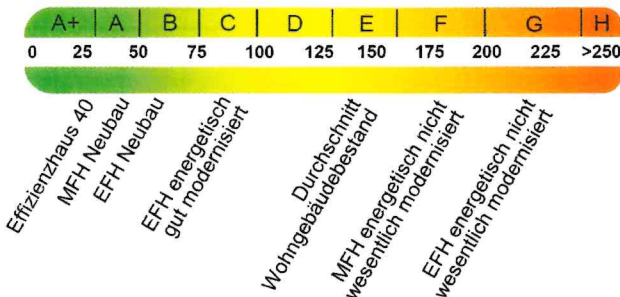 A+ A B C D E F G H
0 25 50 75 100 125 150 175 200 225 >250
Effizienzhaus 40
MFH Neubau
EFH Neubau
EFH energetisch
gut modernisiert
Durchschnitt
Wohngebäudebestand
MFH energetisch nicht
wesentlich modernisiert
EFH energetisch nicht
wesentlich modernisiert